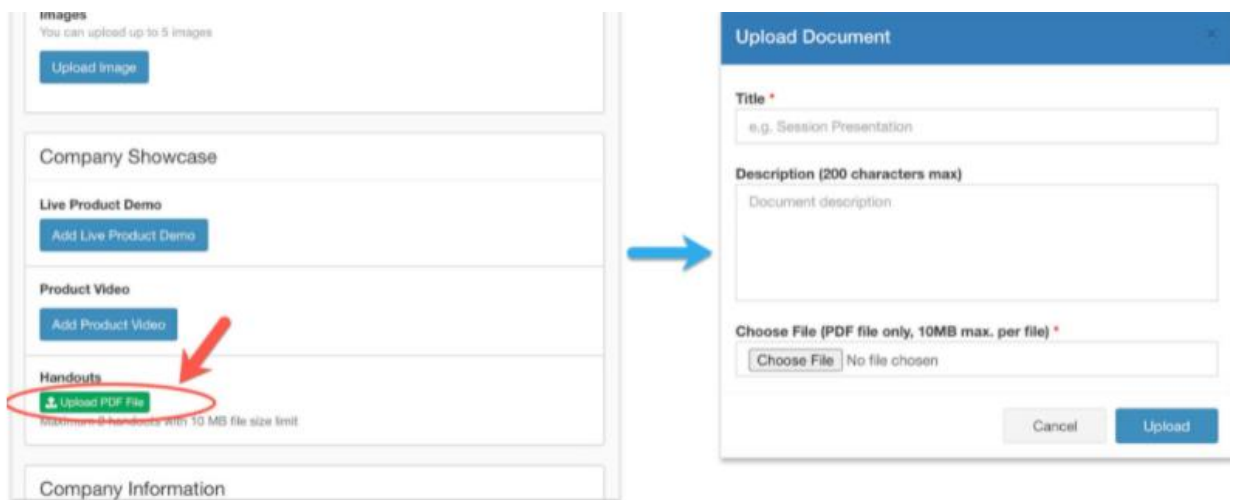 Images
You can upload up to 5 images
Upload Image
Company Showcase
Live Product Demo
Add Live Product Demo
Product Video
Add Product Video
Handouts
Upload PDF File
Maximum handouts with 10 MB file size limit
Company Information
Upload Document
×
Title *
e.g. Session Presentation
Description (200 characters max)
Document description
Choose File (PDF file only, 10MB max. per file) *
Choose File No file chosen
Cancel Upload